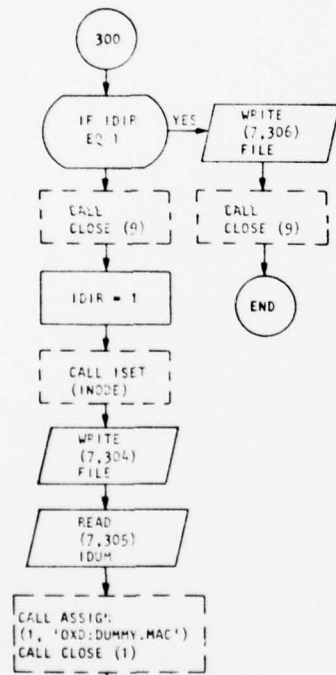 300
IF IDIR
EQ 1
YES
WRITE
(7,306)
FILE
CALL
CLOSE (9)
CALL
CLOSE (9)
IDIR = 1
END
CALL ISET
(INODE)
WRITE
(7,304)
FILE
READ
(7,305)
IDUM
CALL ASSIGN
(1, 'OXD:DUMMY.MAC')
CALL CLOSE (1)